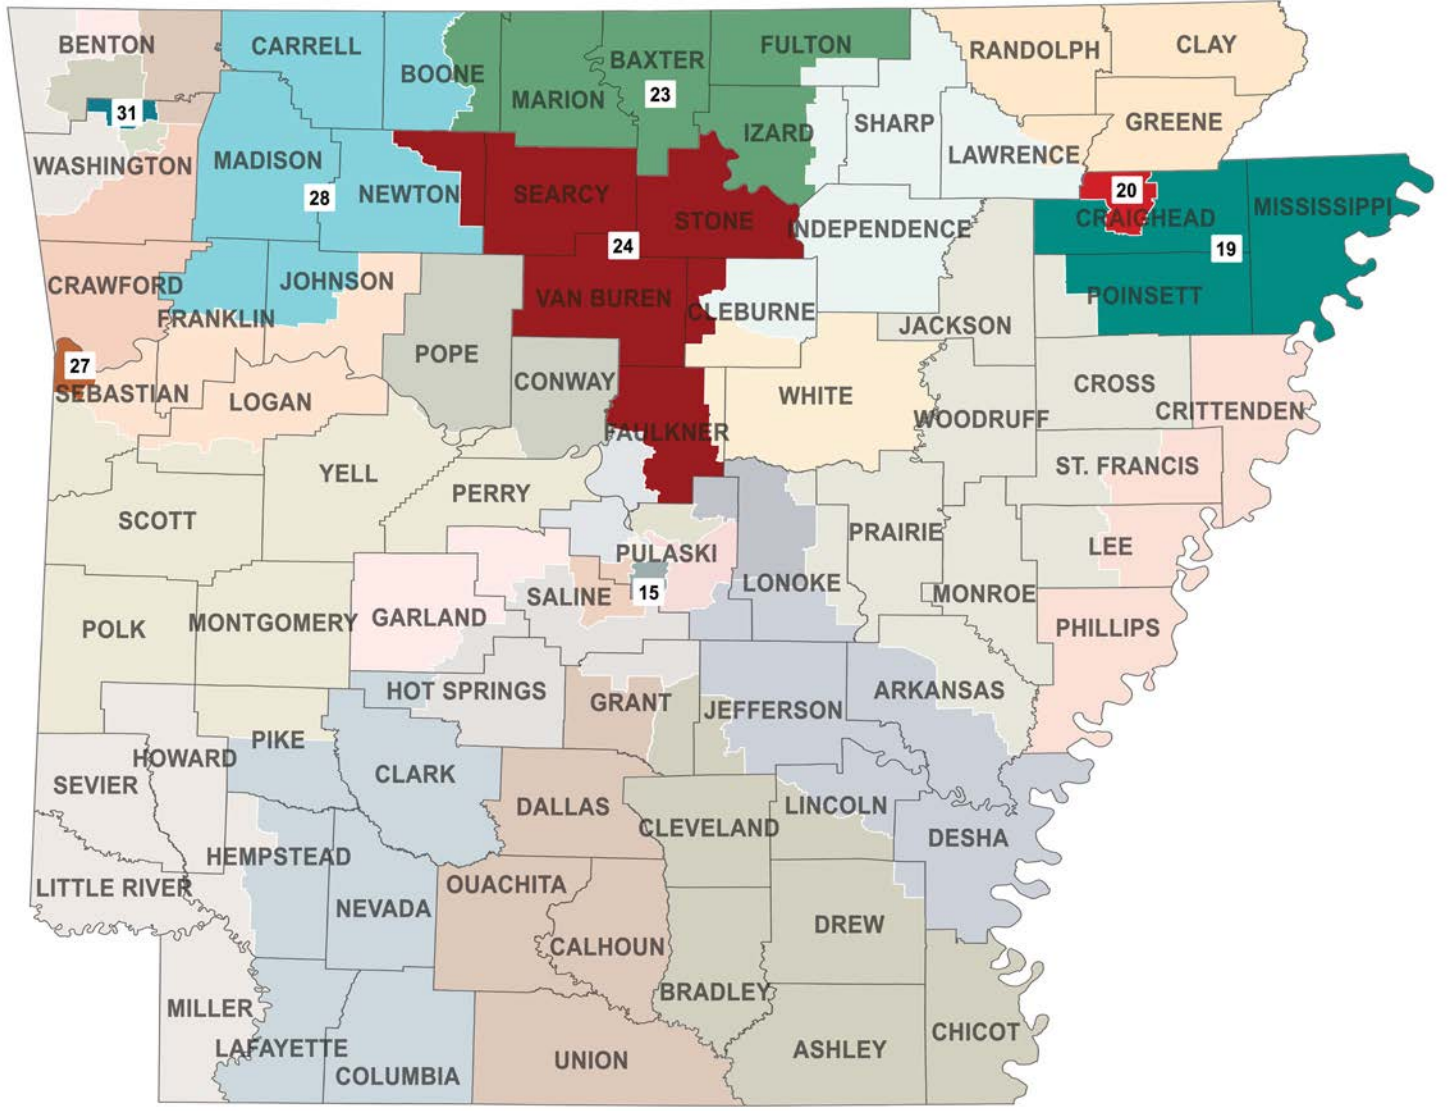 BENTON
CARRELL
BOONE
MARION
BAXTER
FULTON
RANDOLPH
CLAY
31
23
IZARD
SHARP
LAWRENCE
GREENE
WASHINGTON
MADISON
28
NEWTON
SEARCY
STONE
24
INDEPENDENCE
20
CRAIGHEAD
19
MISSISSIPPI
CRAWFORD
FRANKLIN
JOHNSON
VAN BUREN
CLEBURNE
JACKSON
POINSETT
27
SEBASTIAN
LOGAN
POPE
CONWAY
WHITE
WOODRUFF
CROSS
CRITTENDEN
FAULKNER
YELL
PERRY
ST. FRANCIS
SCOTT
PULASKI
15
LONOKE
PRAIRIE
LEE
POLK
MONTGOMERY
GARLAND
SALINE
MONROE
PHILLIPS
HOT SPRINGS
GRANT
JEFFERSON
ARKANSAS
SEVIER
HOWARD
PIKE
CLARK
DALLAS
CLEVELAND
LINCOLN
DESHA
LITTLE RIVER
HEMPSTEAD
NEVADA
OUACHITA
CALHOUN
DREW
MILLER
LAFAYETTE
COLUMBIA
UNION
BRADLEY
ASHLEY
CHICOT